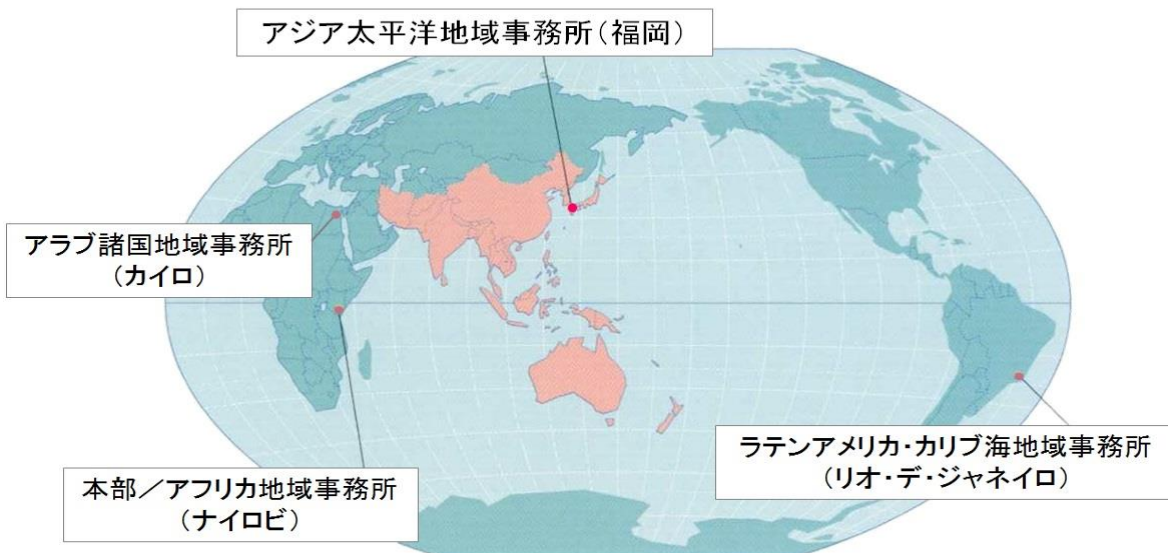 アジア太平洋地域事務所(福岡)
アラブ諸国地域事務所
(カイロ)
本部/アフリカ地域事務所
(ナイロビ)
ラテンアメリカ・カリブ海地域事務所
(リオ・デ・ジャネイロ)